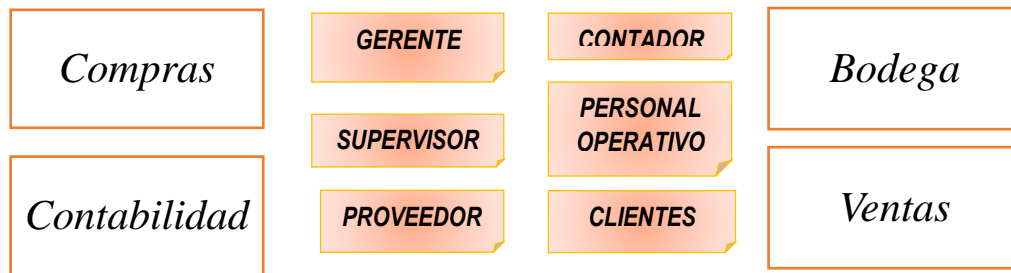 Compras
GERENTE
CONTADOR
Bodega
SUPERVISOR
PERSONAL
OPERATIVO
Contabilidad
PROVEEDOR
CLIENTES
Ventas